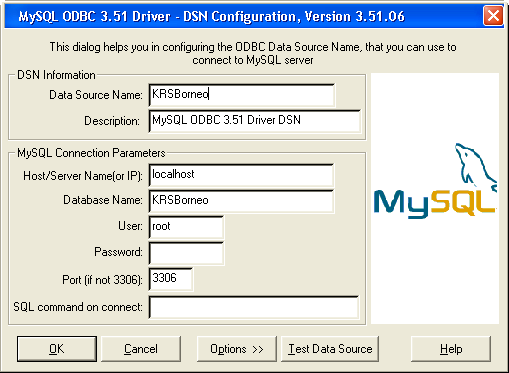 MySQL ODBC 3.51 Driver - DSN Configuration, Version 3.51.06
This dialog helps you in configuring the ODBC Data Source Name, that you can use to
connect to MySQL server
DSN Information
Data Source Name: KRSBorneo
Description: MySQL ODBC 3.51 Driver DSN
MySQL Connection Parameters
Host/Server Name(or IP): localhost
Database Name: KRSBorneo
User: root
Password:
Port (if not 3306): 3306
SQL command on connect:
MySQL
OK Cancel Options >> Test Data Source Help